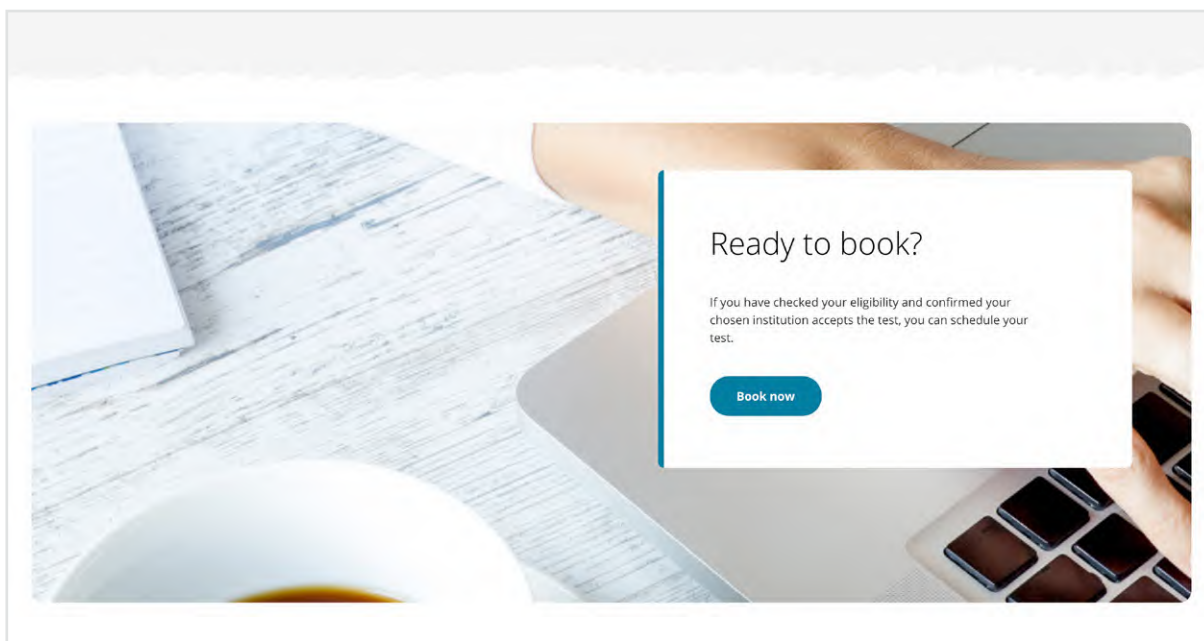 Ready to book?
If you have checked your eligibility and confirmed your
chosen institution accepts the test, you can schedule your
test.
Book now